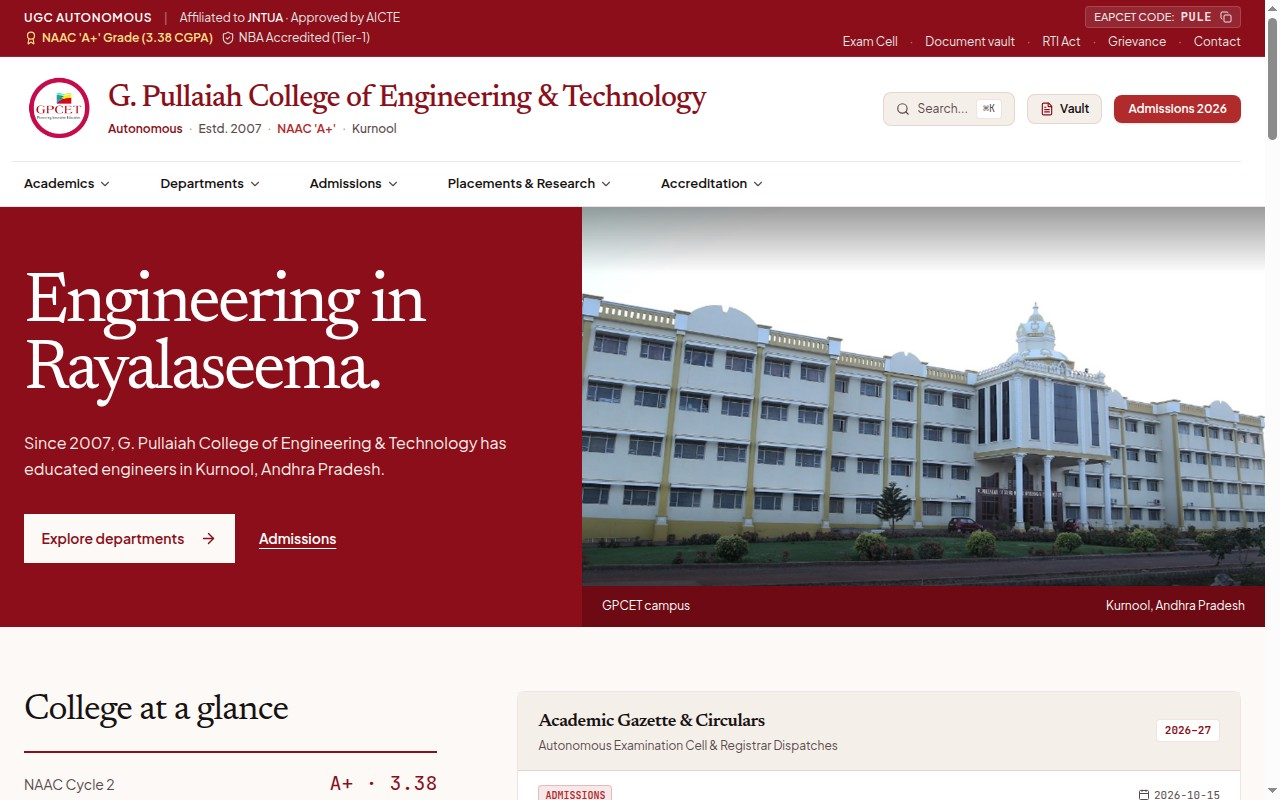 UGC AUTONOMOUS | Affiliated to JNTUA · Approved by AICTE
NAAC 'A+' Grade (3.38 CGPA) NBA Accredited (Tier-1)
EAPCET CODE: PULE
Exam Cell · Document vault · RTI Act · Grievance · Contact
GPCET
G. Pullaiah College of Engineering & Technology
Autonomous · Estd. 2007 · NAAC 'A+' · Kurnool
Search... ⌘K
Vault
Admissions 2026
Academics
Departments
Admissions
Placements & Research
Accreditation
Engineering in
Rayalaseema.
Since 2007, G. Pullaiah College of Engineering & Technology has
educated engineers in Kurnool, Andhra Pradesh.
Explore departments →
Admissions
GPCET campus
Kurnool, Andhra Pradesh
College at a glance
NAAC Cycle 2
A+ · 3.38
Academic Gazette & Circulars
Autonomous Examination Cell & Registrar Dispatches
2026-27
ADMISSIONS
2026-10-15